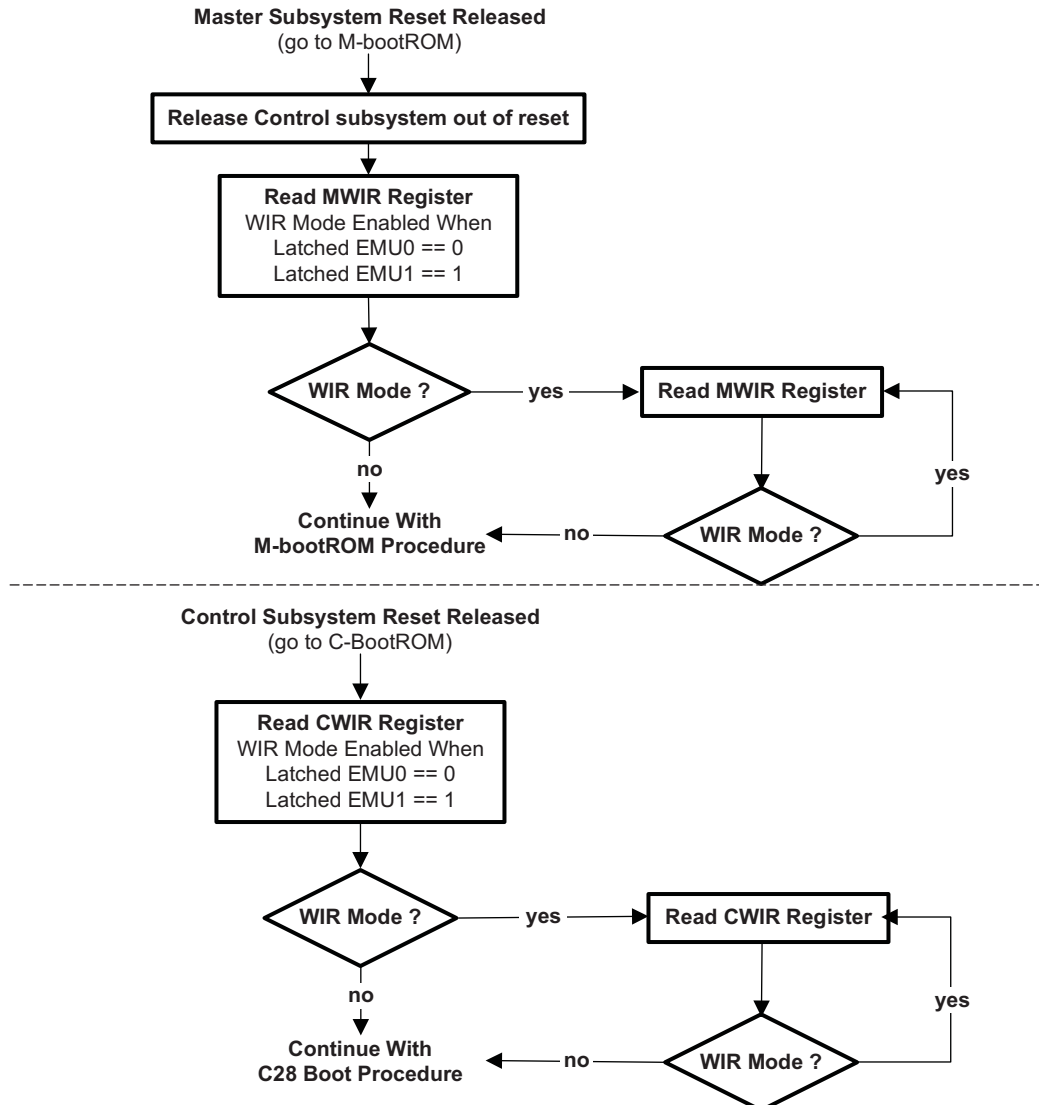 Master Subsystem Reset Released
(go to M-bootROM)
Release Control subsystem out of reset
Read MWIR Register
WIR Mode Enabled When
Latched EMU0 == 0
Latched EMU1 == 1
WIR Mode ?
yes
Read MWIR Register
no
yes
Continue With
M-bootROM Procedure
no
WIR Mode ?
Control Subsystem Reset Released
(go to C-BootROM)
Read CWIR Register
WIR Mode Enabled When
Latched EMU0 == 0
Latched EMU1 == 1
WIR Mode ?
yes
Read CWIR Register
no
yes
Continue With
C28 Boot Procedure
no
WIR Mode ?